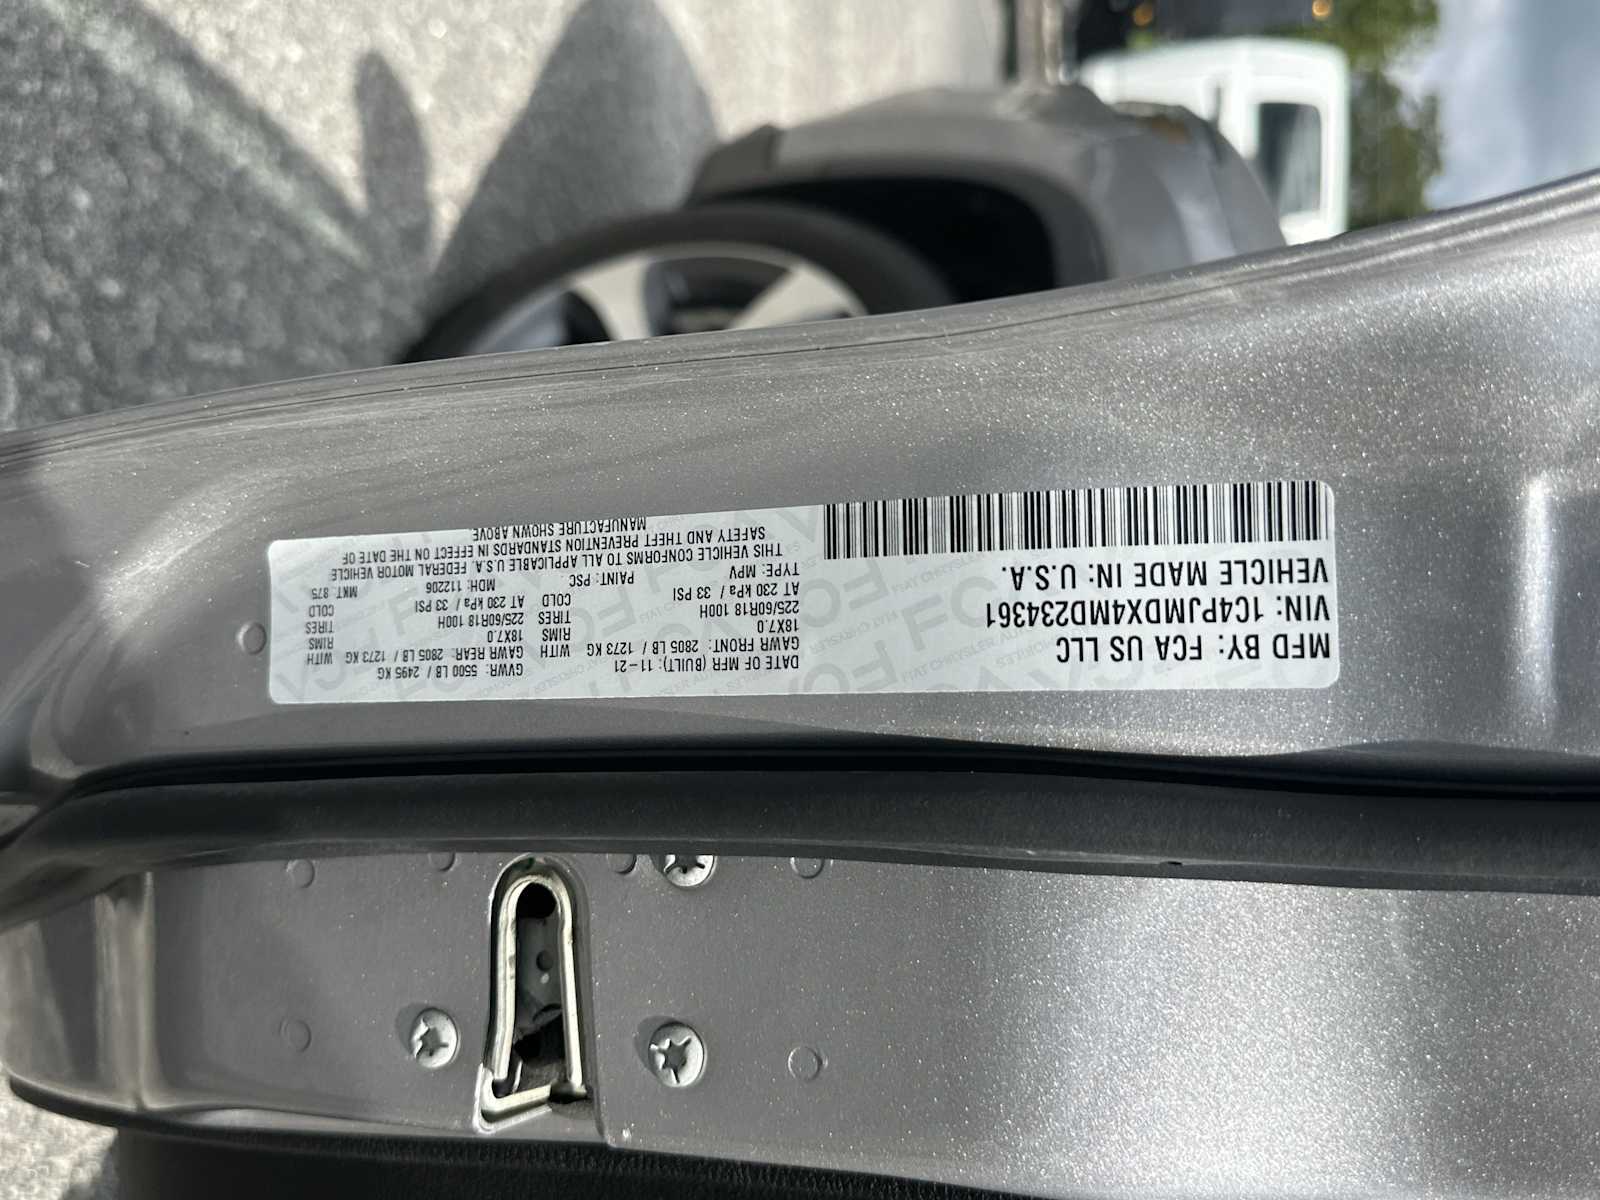 MFD BY: FCA US LLC
VIN: 1C4PJMDX4MD234361
VEHICLE MADE IN: U.S.A.
DATE OF MFR (BUILT): 11-21 GVWR: 5500 LB / 2495 KG
GAWR FRONT: 2805 LB / 1273 KG WITH GAWR REAR: 2805 LB / 1273 KG WITH
18X7.0 RIMS 18X7.0 RIMS
225/60R18 100H TIRES 225/60R18 100H TIRES
AT 230 kPa / 33 PSI COLD AT 230 kPa / 33 PSI COLD
TYPE: MPV PAINT: PSC MDH: 112206 MKT: 875
THIS VEHICLE CONFORMS TO ALL APPLICABLE U.S.A. FEDERAL MOTOR VEHICLE
SAFETY AND THEFT PREVENTION STANDARDS IN EFFECT ON THE DATE OF
MANUFACTURE SHOWN ABOVE